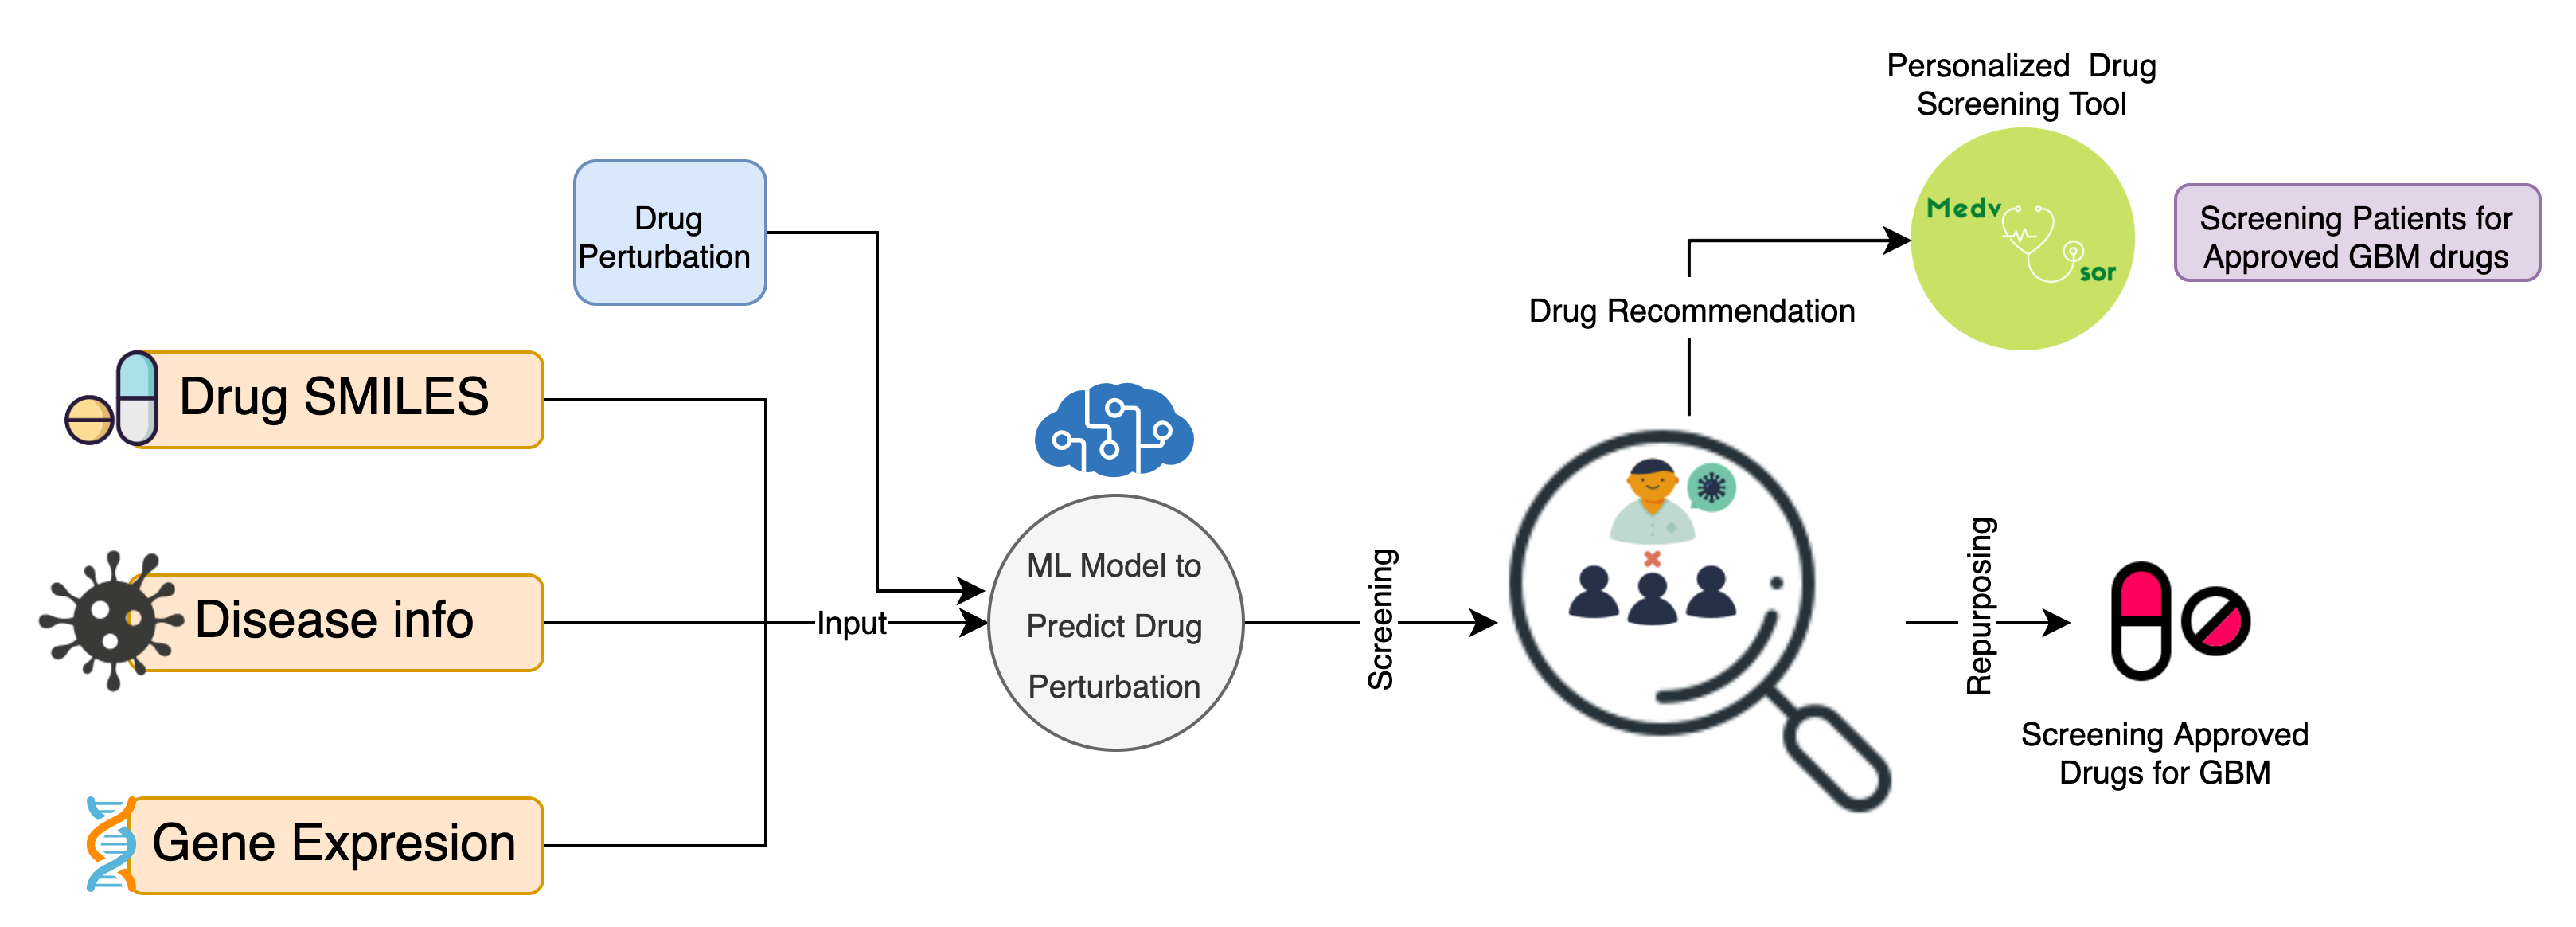 Personalized Drug
Screening Tool
Medv
sor
Screening Patients for
Approved GBM drugs
Drug
Perturbation
Drug Recommendation
Drug SMILES
Disease info
Gene Expresion
Input
ML Model to
Predict Drug
Perturbation
Screening
Repurposing
Screening Approved
Drugs for GBM